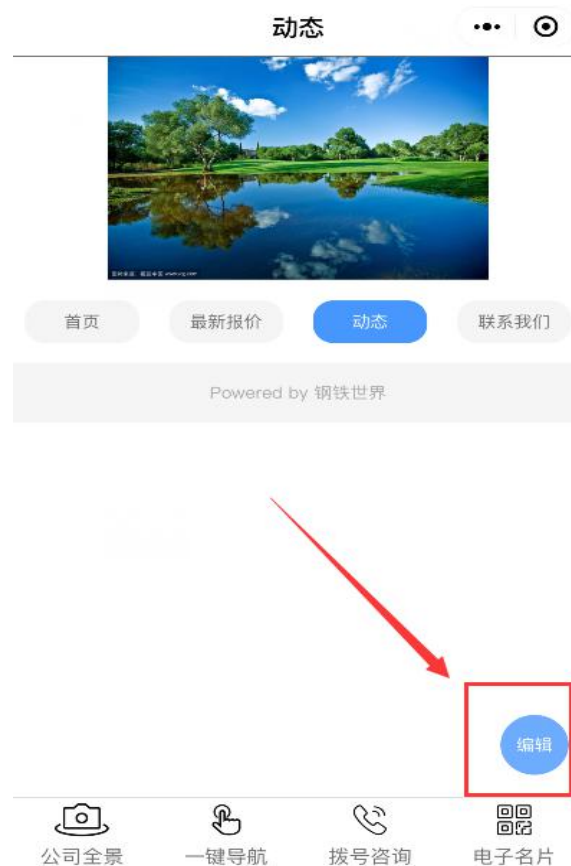 动态
首页
最新报价
动态
联系我们
Powered by 钢铁世界
编辑
公司全景
一键导航
拨号咨询
电子名片